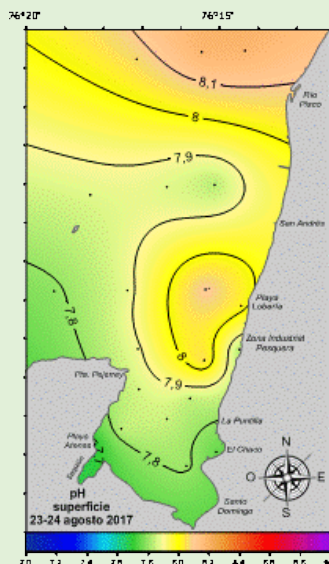 76°20'
76°15'
8,1
Río
Pisco
8
7,9
San Andrés
7,8
Playa
Lobería
8
Zona Industrial
Pesquera
7,9
Pta. Pejerrey
La Puntilla
Playa
Atenas
7,8
El Chaco
N
O
E
S
pH
superficie
23-24 agosto 2017
Santo
Domingo